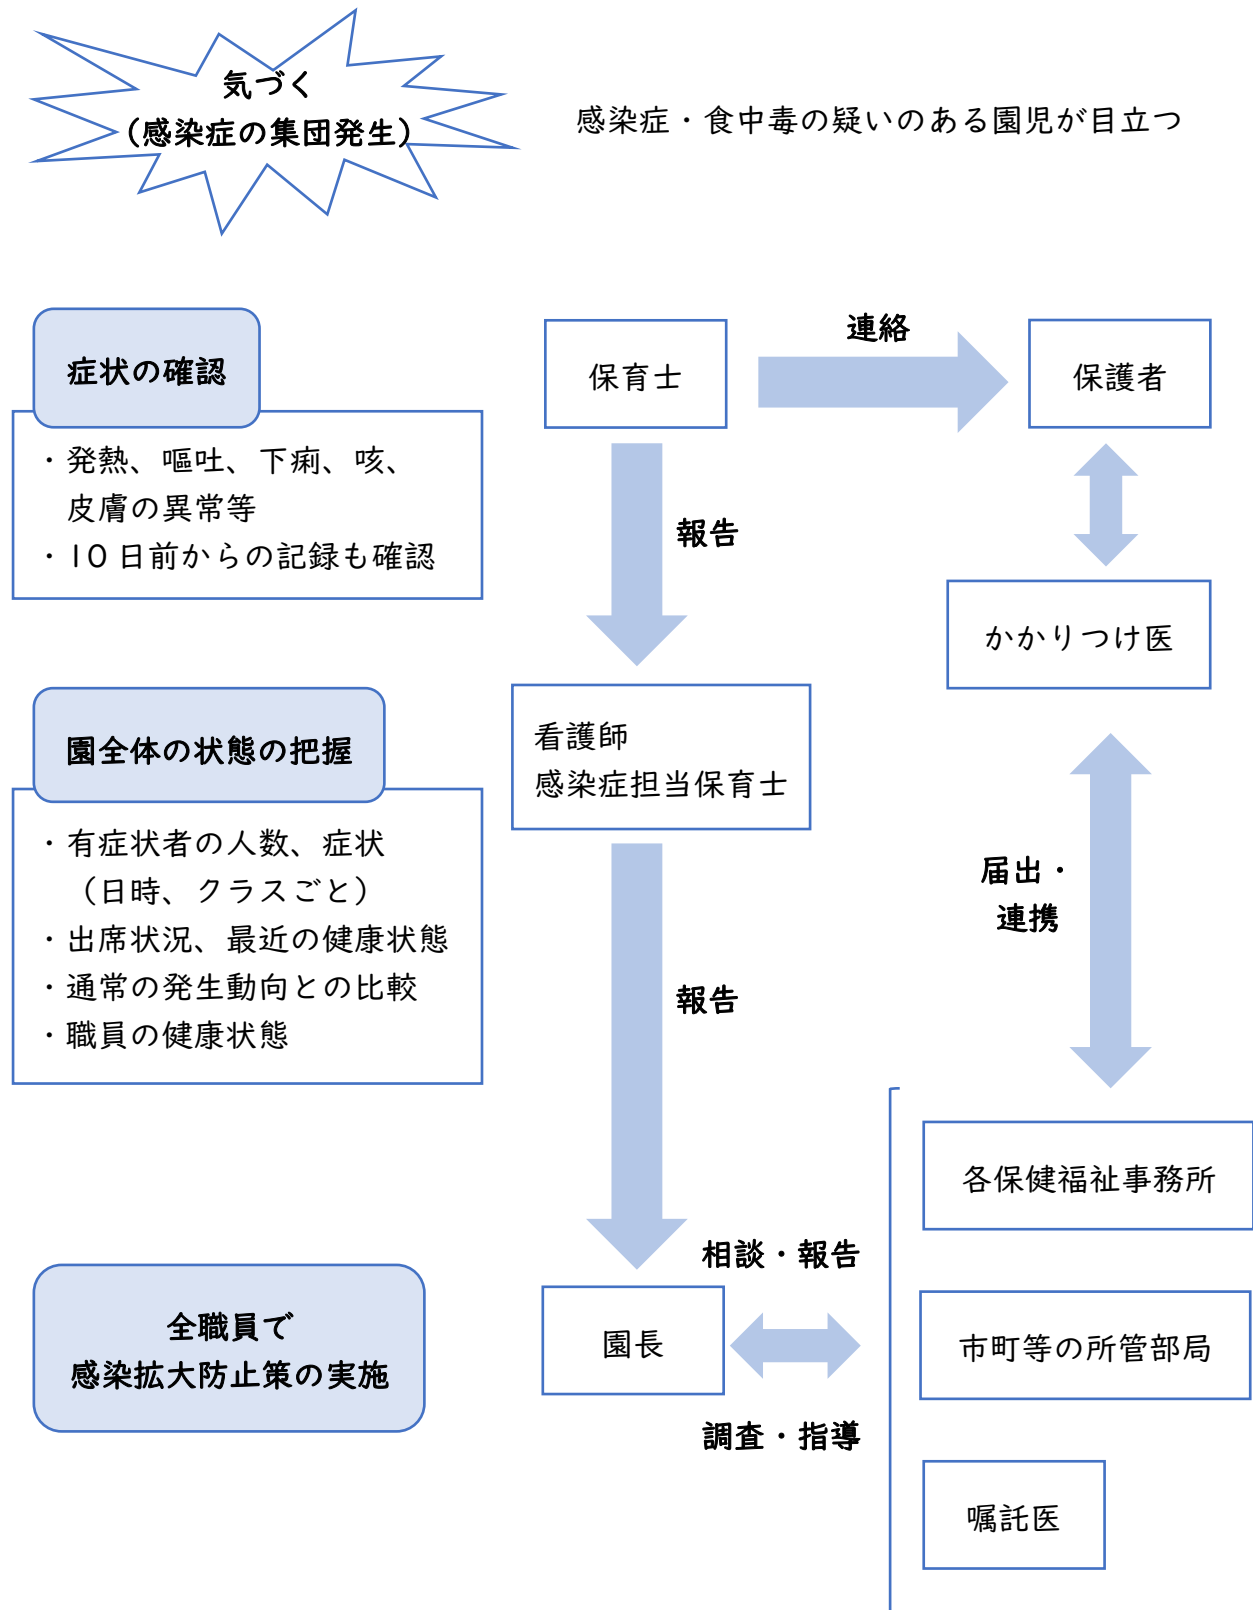 気づく
(感染症の集団発生)
感染症・食中毒の疑いのある園児が目立つ
症状の確認
・発熱、嘔吐、下痢、咳、
皮膚の異常等
・10日前からの記録も確認
保育士
連絡
保護者
報告
かかりつけ医
園全体の状態の把握
・有症状者の人数、症状
（日時、クラスごと）
・出席状況、最近の健康状態
・通常の発生動向との比較
・職員の健康状態
看護師
感染症担当保育士
届出・
連携
報告
全職員で
感染拡大防止策の実施
園長
相談・報告
調査・指導
各保健福祉事務所
市町等の所管部局
嘱託医